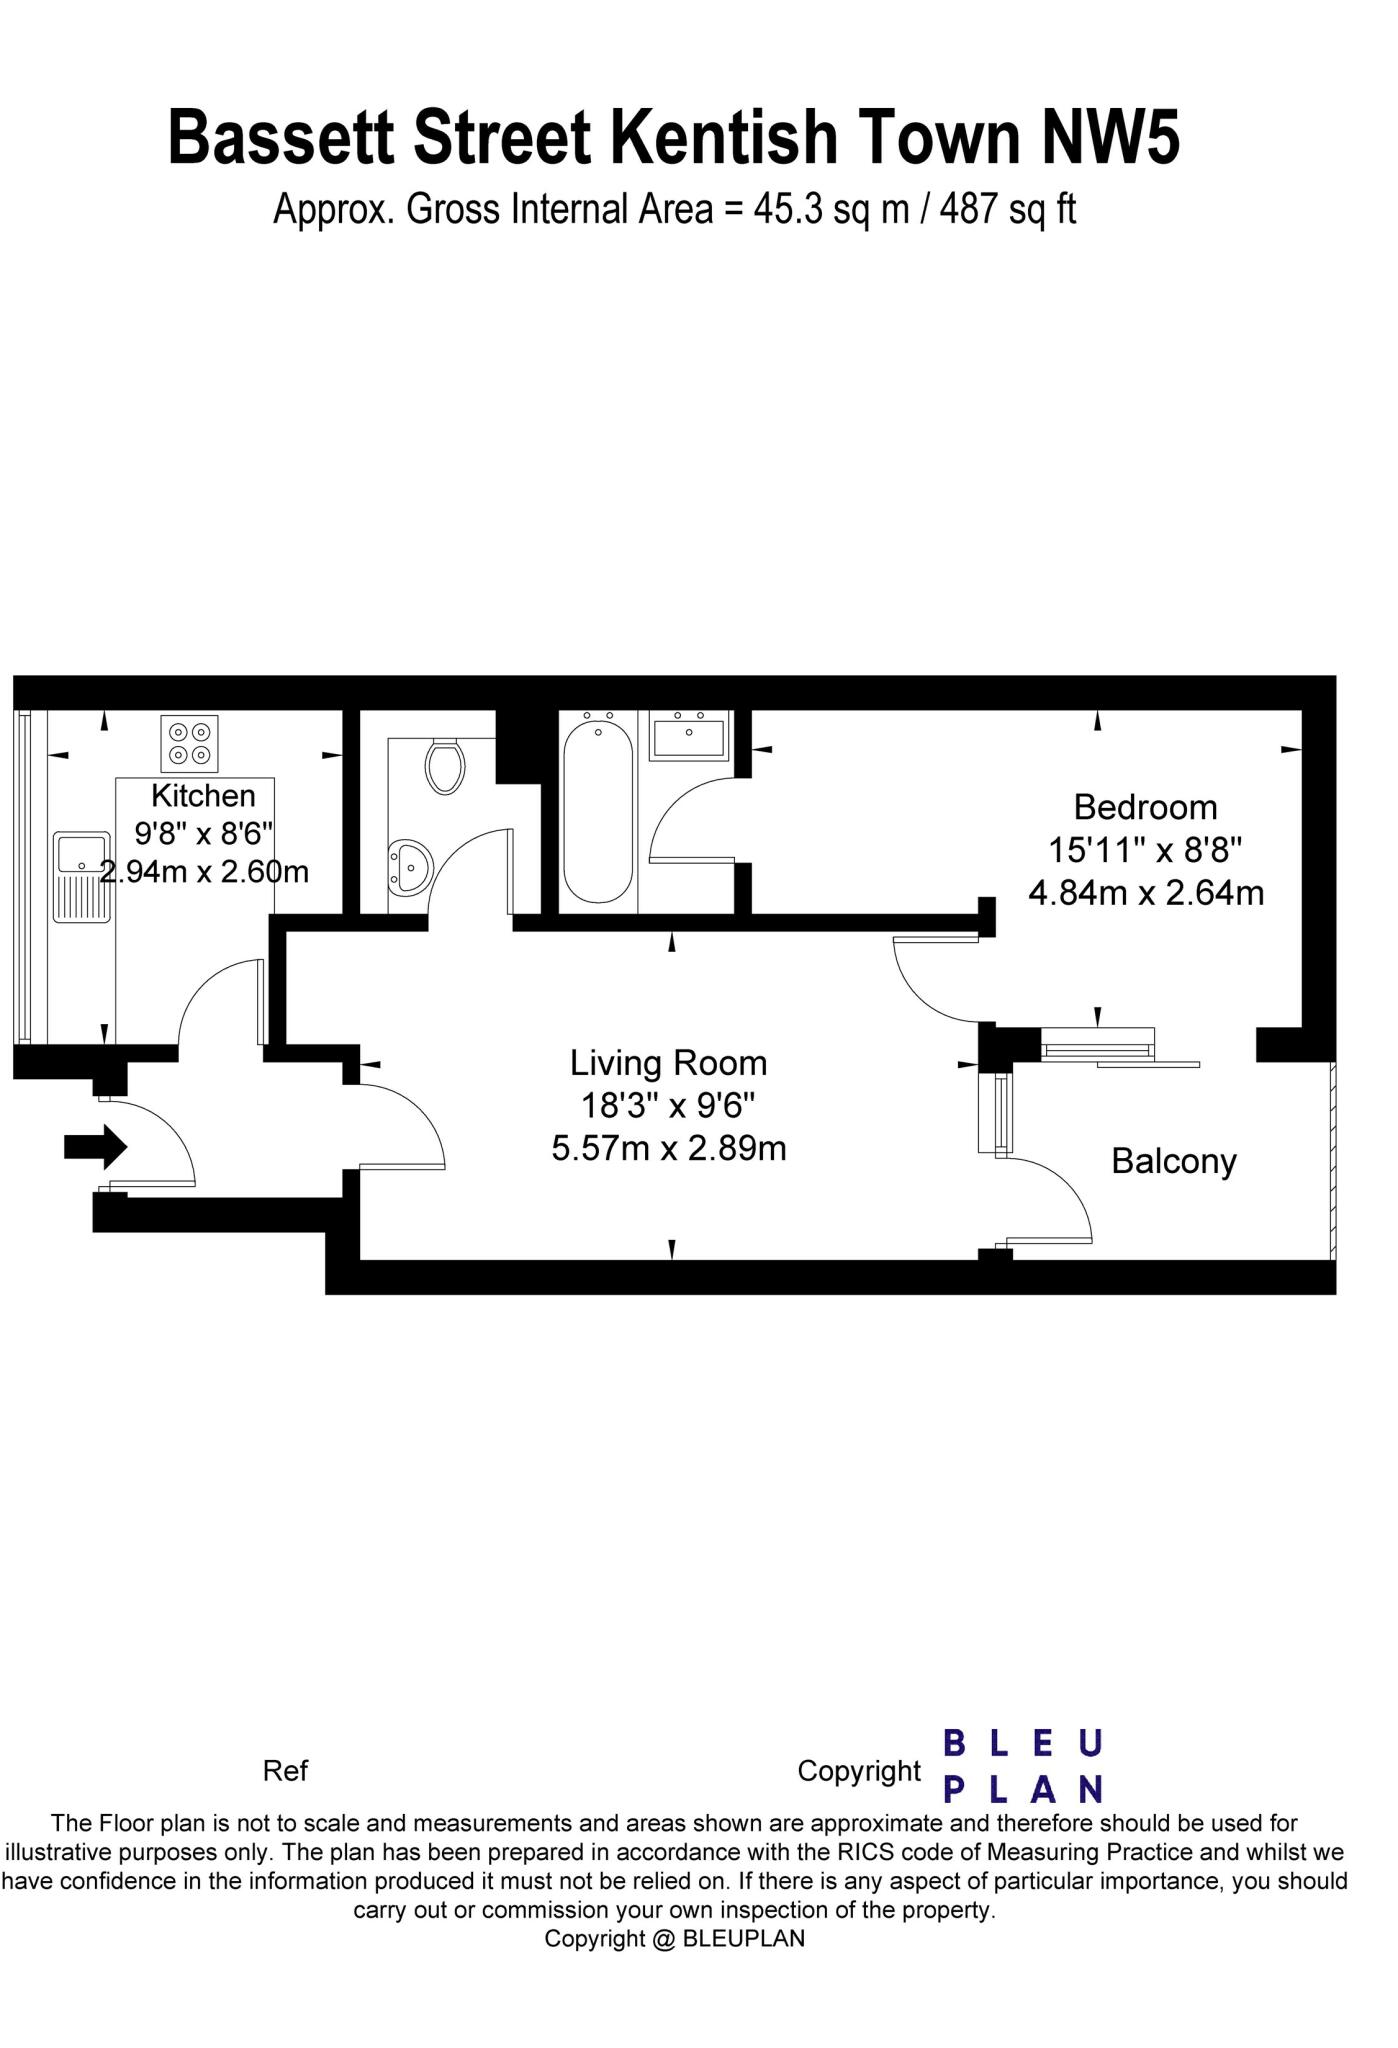 Bassett Street Kentish Town NW5
Approx. Gross Internal Area = 45.3 sq m / 487 sq ft
Kitchen
9'8" x 8'6"
2.94m x 2.60m
Bedroom
15'11" x 8'8"
4.84m x 2.64m
Living Room
18'3" x 9'6"
5.57m x 2.89m
Balcony
Ref
Copyright
BLEU
PLAN
The Floor plan is not to scale and measurements and areas shown are approximate and therefore should be used for
illustrative purposes only. The plan has been prepared in accordance with the RICS code of Measuring Practice and whilst we
have confidence in the information produced it must not be relied on. If there is any aspect of particular importance, you should
carry out or commission your own inspection of the property.
Copyright @ BLEUPLAN